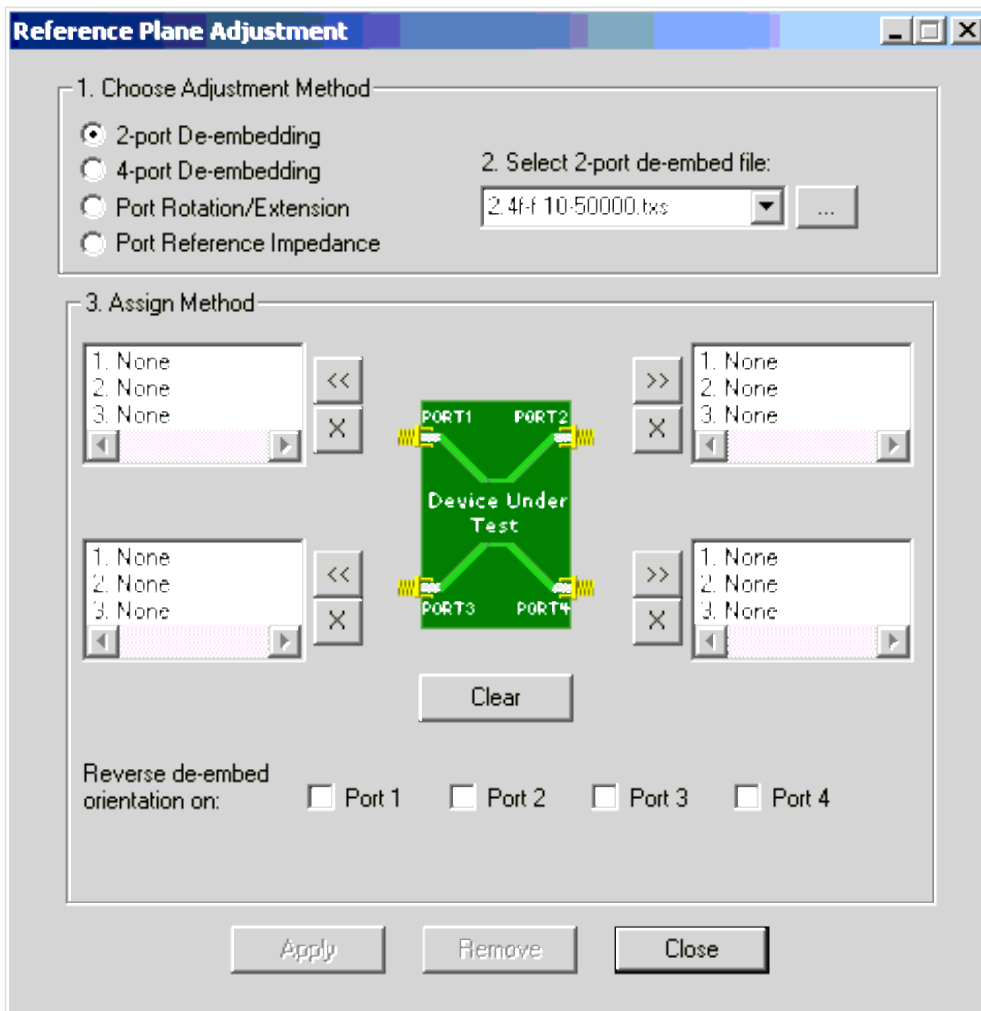 Reference Plane Adjustment
1. Choose Adjustment Method
2-port De-embedding
4-port De-embedding
Port Rotation/Extension
Port Reference Impedance
2. Select 2-port de-embed file:
2.4f-f 10-50000.txs
...
3. Assign Method
1. None
2. None
3. None
<<
X
>>
X
1. None
2. None
3. None
PORT1 PORT2
Device Under
Test
PORT3 PORT4
1. None
2. None
3. None
<<
X
>>
X
1. None
2. None
3. None
Clear
Reverse de-embed
orientation on:
Port 1
Port 2
Port 3
Port 4
Apply
Remove
Close